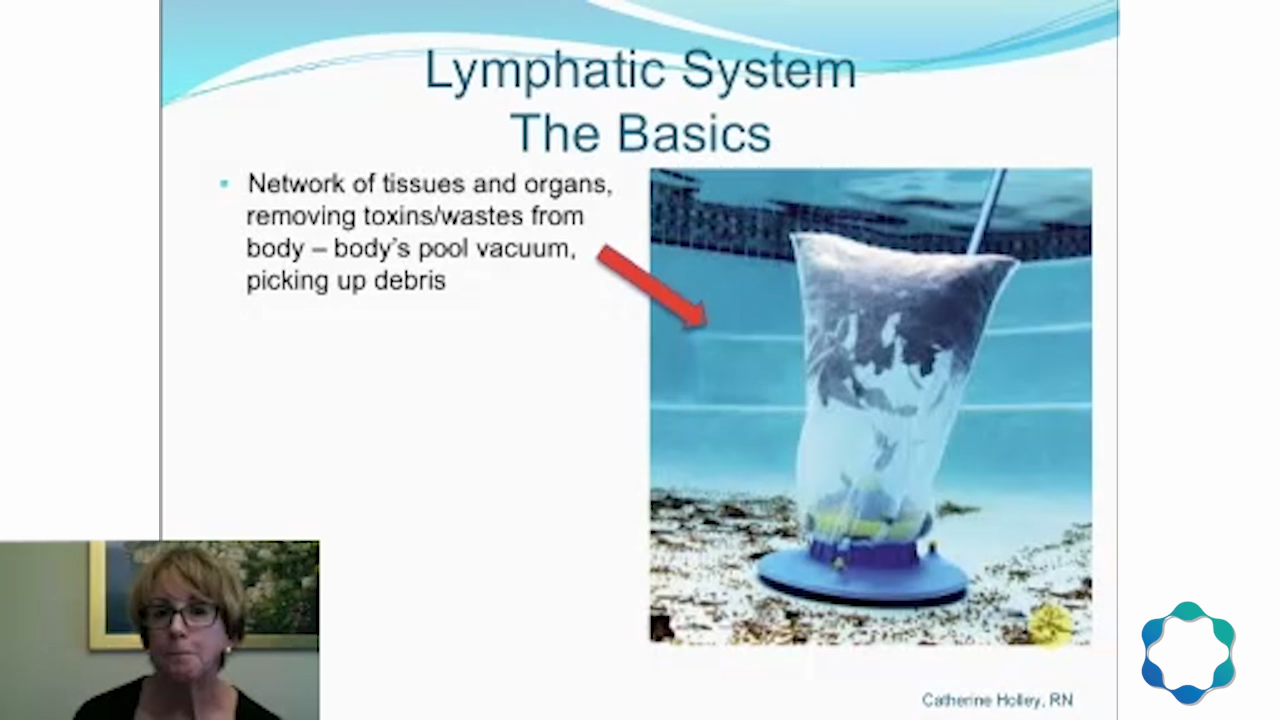 Lymphatic System
The Basics
Network of tissues and organs,
removing toxins/wastes from
body – body's pool vacuum,
picking up debris
Catherine Holley, RN